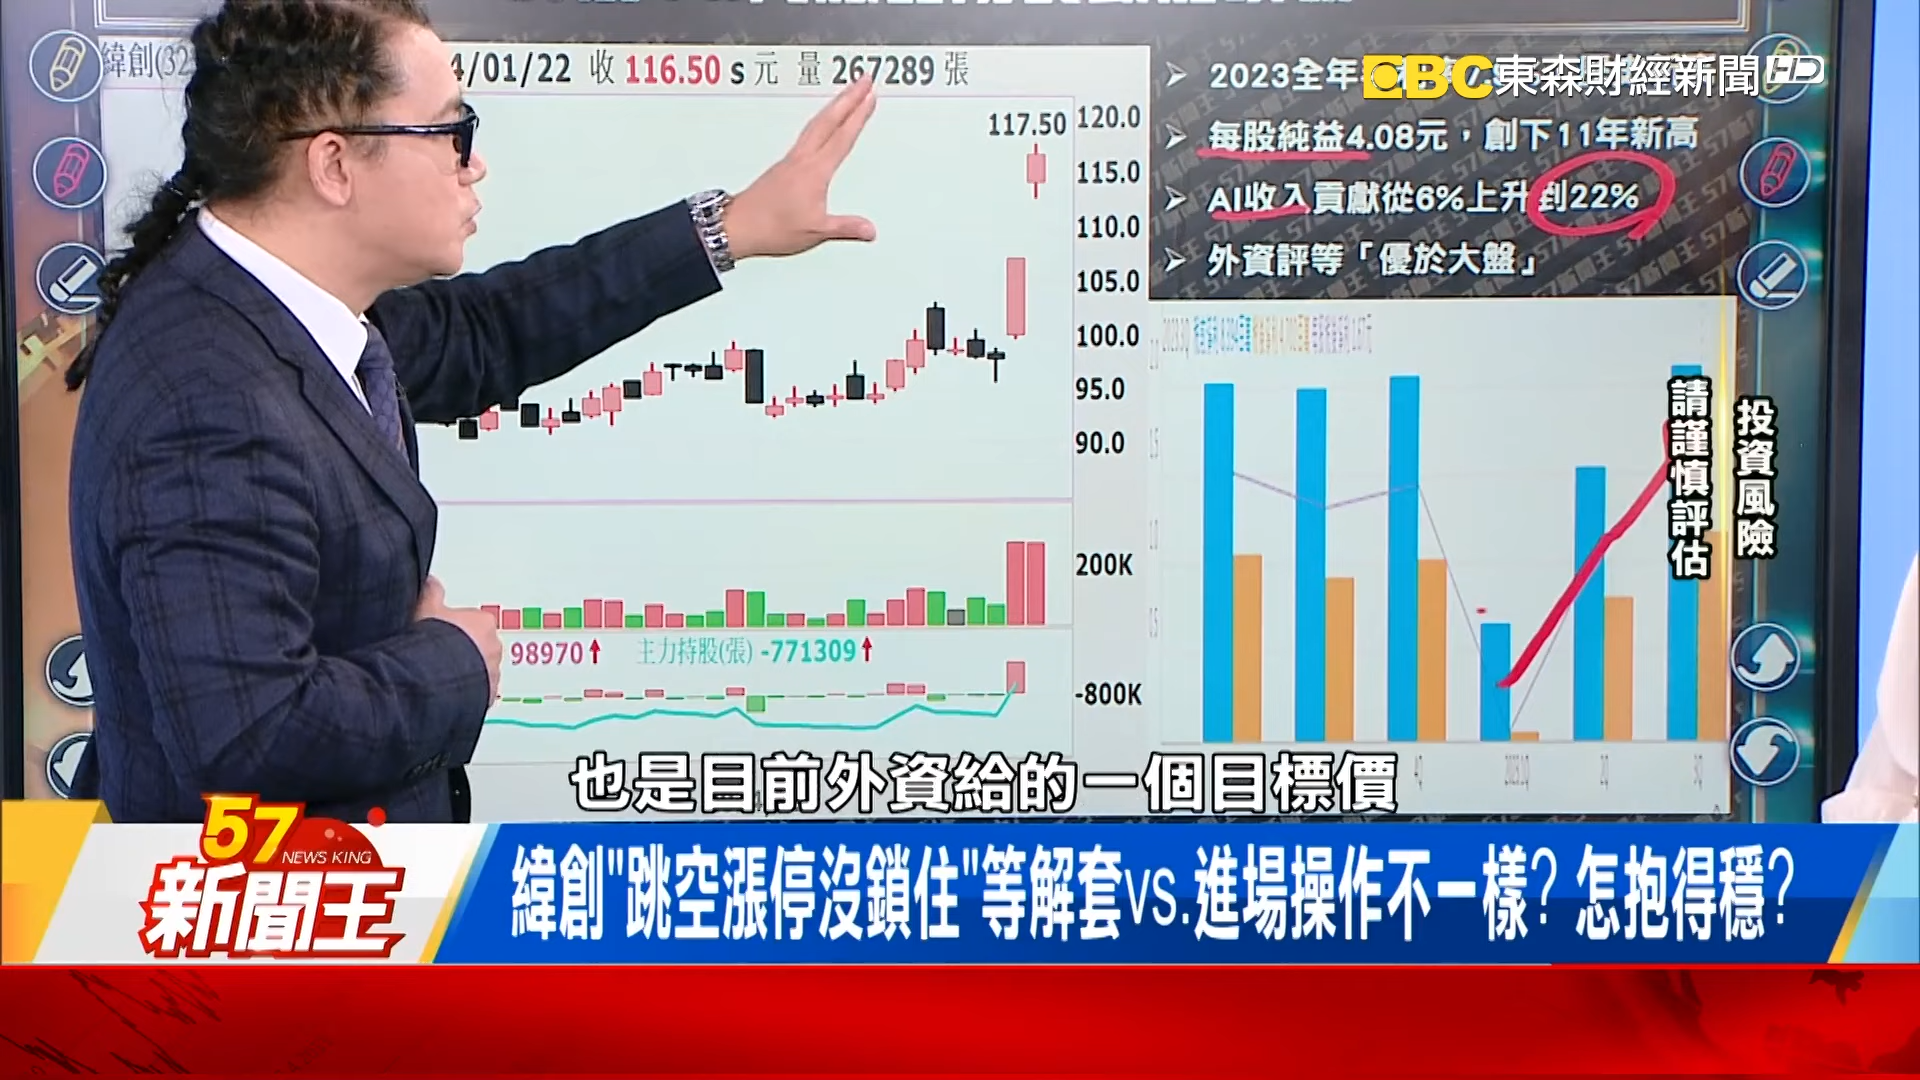 緯創(32
4/01/22 收 116.50 s 元 量 267289 張
117.50
120.0
115.0
110.0
105.0
100.0
95.0
90.0
200K
98970 主力持股(張) -771309
-800K
2023全年
EBC 東森財經新聞 HD
每股純益4.08元，創下11年新高
AI收入貢獻從6%上升到22%
外資評等「優於大盤」
投資風險
請謹慎評估
也是目前外資給的一個目標價
57 NEWS KING
新聞王
緯創"跳空漲停沒鎖住"等解套vs.進場操作不一樣? 怎抱得穩?